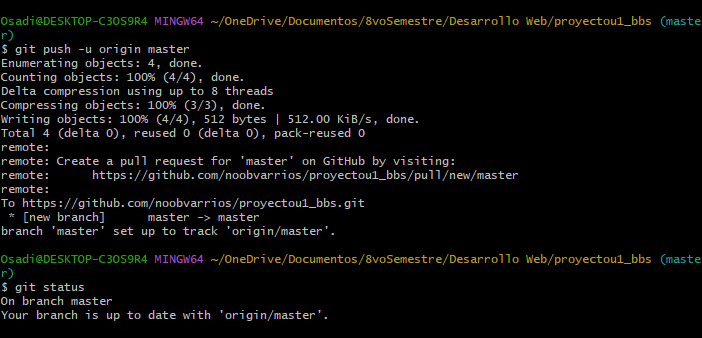 Osadi@DESKTOP-C3OS9R4 MINGW64 ~/OneDrive/Documentos/8voSemestre/Desarrollo Web/proyectou1_bbs (maste
r)
$ git push -u origin master
Enumerating objects: 4, done.
Counting objects: 100% (4/4), done.
Delta compression using up to 8 threads
Compressing objects: 100% (3/3), done.
Writing objects: 100% (4/4), 512 bytes | 512.00 KiB/s, done.
Total 4 (delta 0), reused 0 (delta 0), pack-reused 0
remote:
remote: Create a pull request for 'master' on GitHub by visiting:
remote:      https://github.com/noobvarrios/proyectou1_bbs/pull/new/master
remote:
To https://github.com/noobvarrios/proyectou1_bbs.git
 * [new branch]      master -> master
branch 'master' set up to track 'origin/master'.

Osadi@DESKTOP-C3OS9R4 MINGW64 ~/OneDrive/Documentos/8voSemestre/Desarrollo Web/proyectou1_bbs (maste
r)
$ git status
On branch master
Your branch is up to date with 'origin/master'.